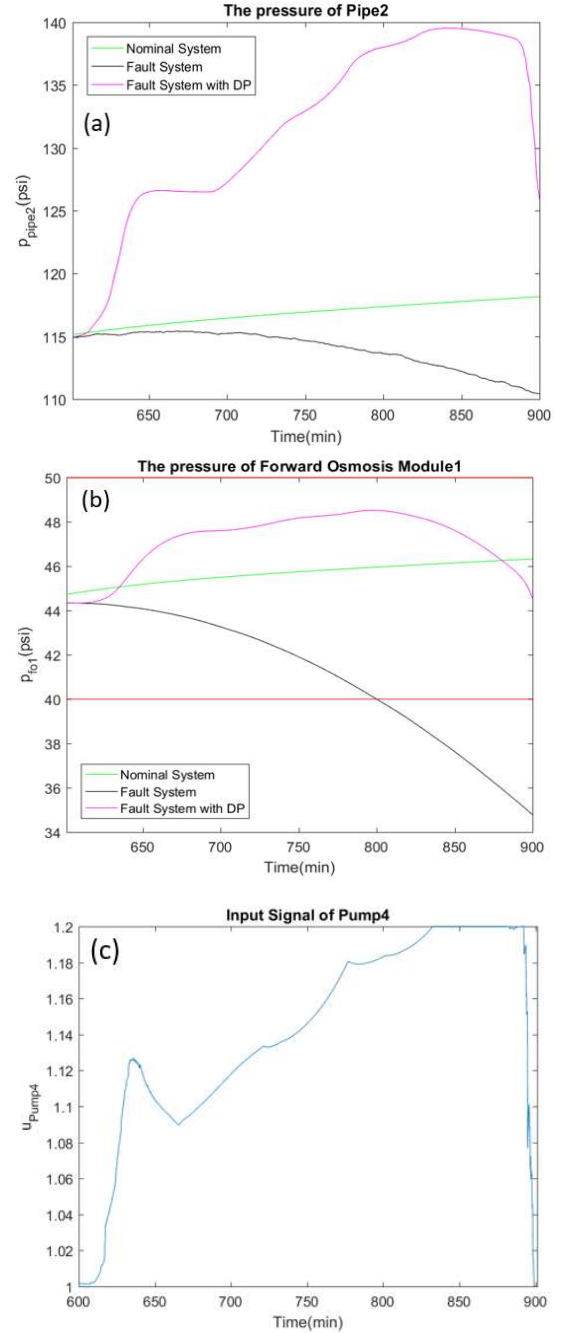 The pressure of Pipe2
140
Nominal System
Fault System
Fault System with DP
135
(a)
130
p_pipe2(psi)
125
120
115
110
650 700 750 800 850 900
Time(min)
The pressure of Forward Osmosis Module1
50
(b)
48
46
44
p_fo1(psi)
42
40
38
Nominal System
36
Fault System
Fault System with DP
34
650 700 750 800 850 900
Time(min)
Input Signal of Pump4
1.2
(c)
1.18
1.16
1.14
1.12
u_Pump4
1.1
1.08
1.06
1.04
1.02
1
600 650 700 750 800 850 900
Time(min)